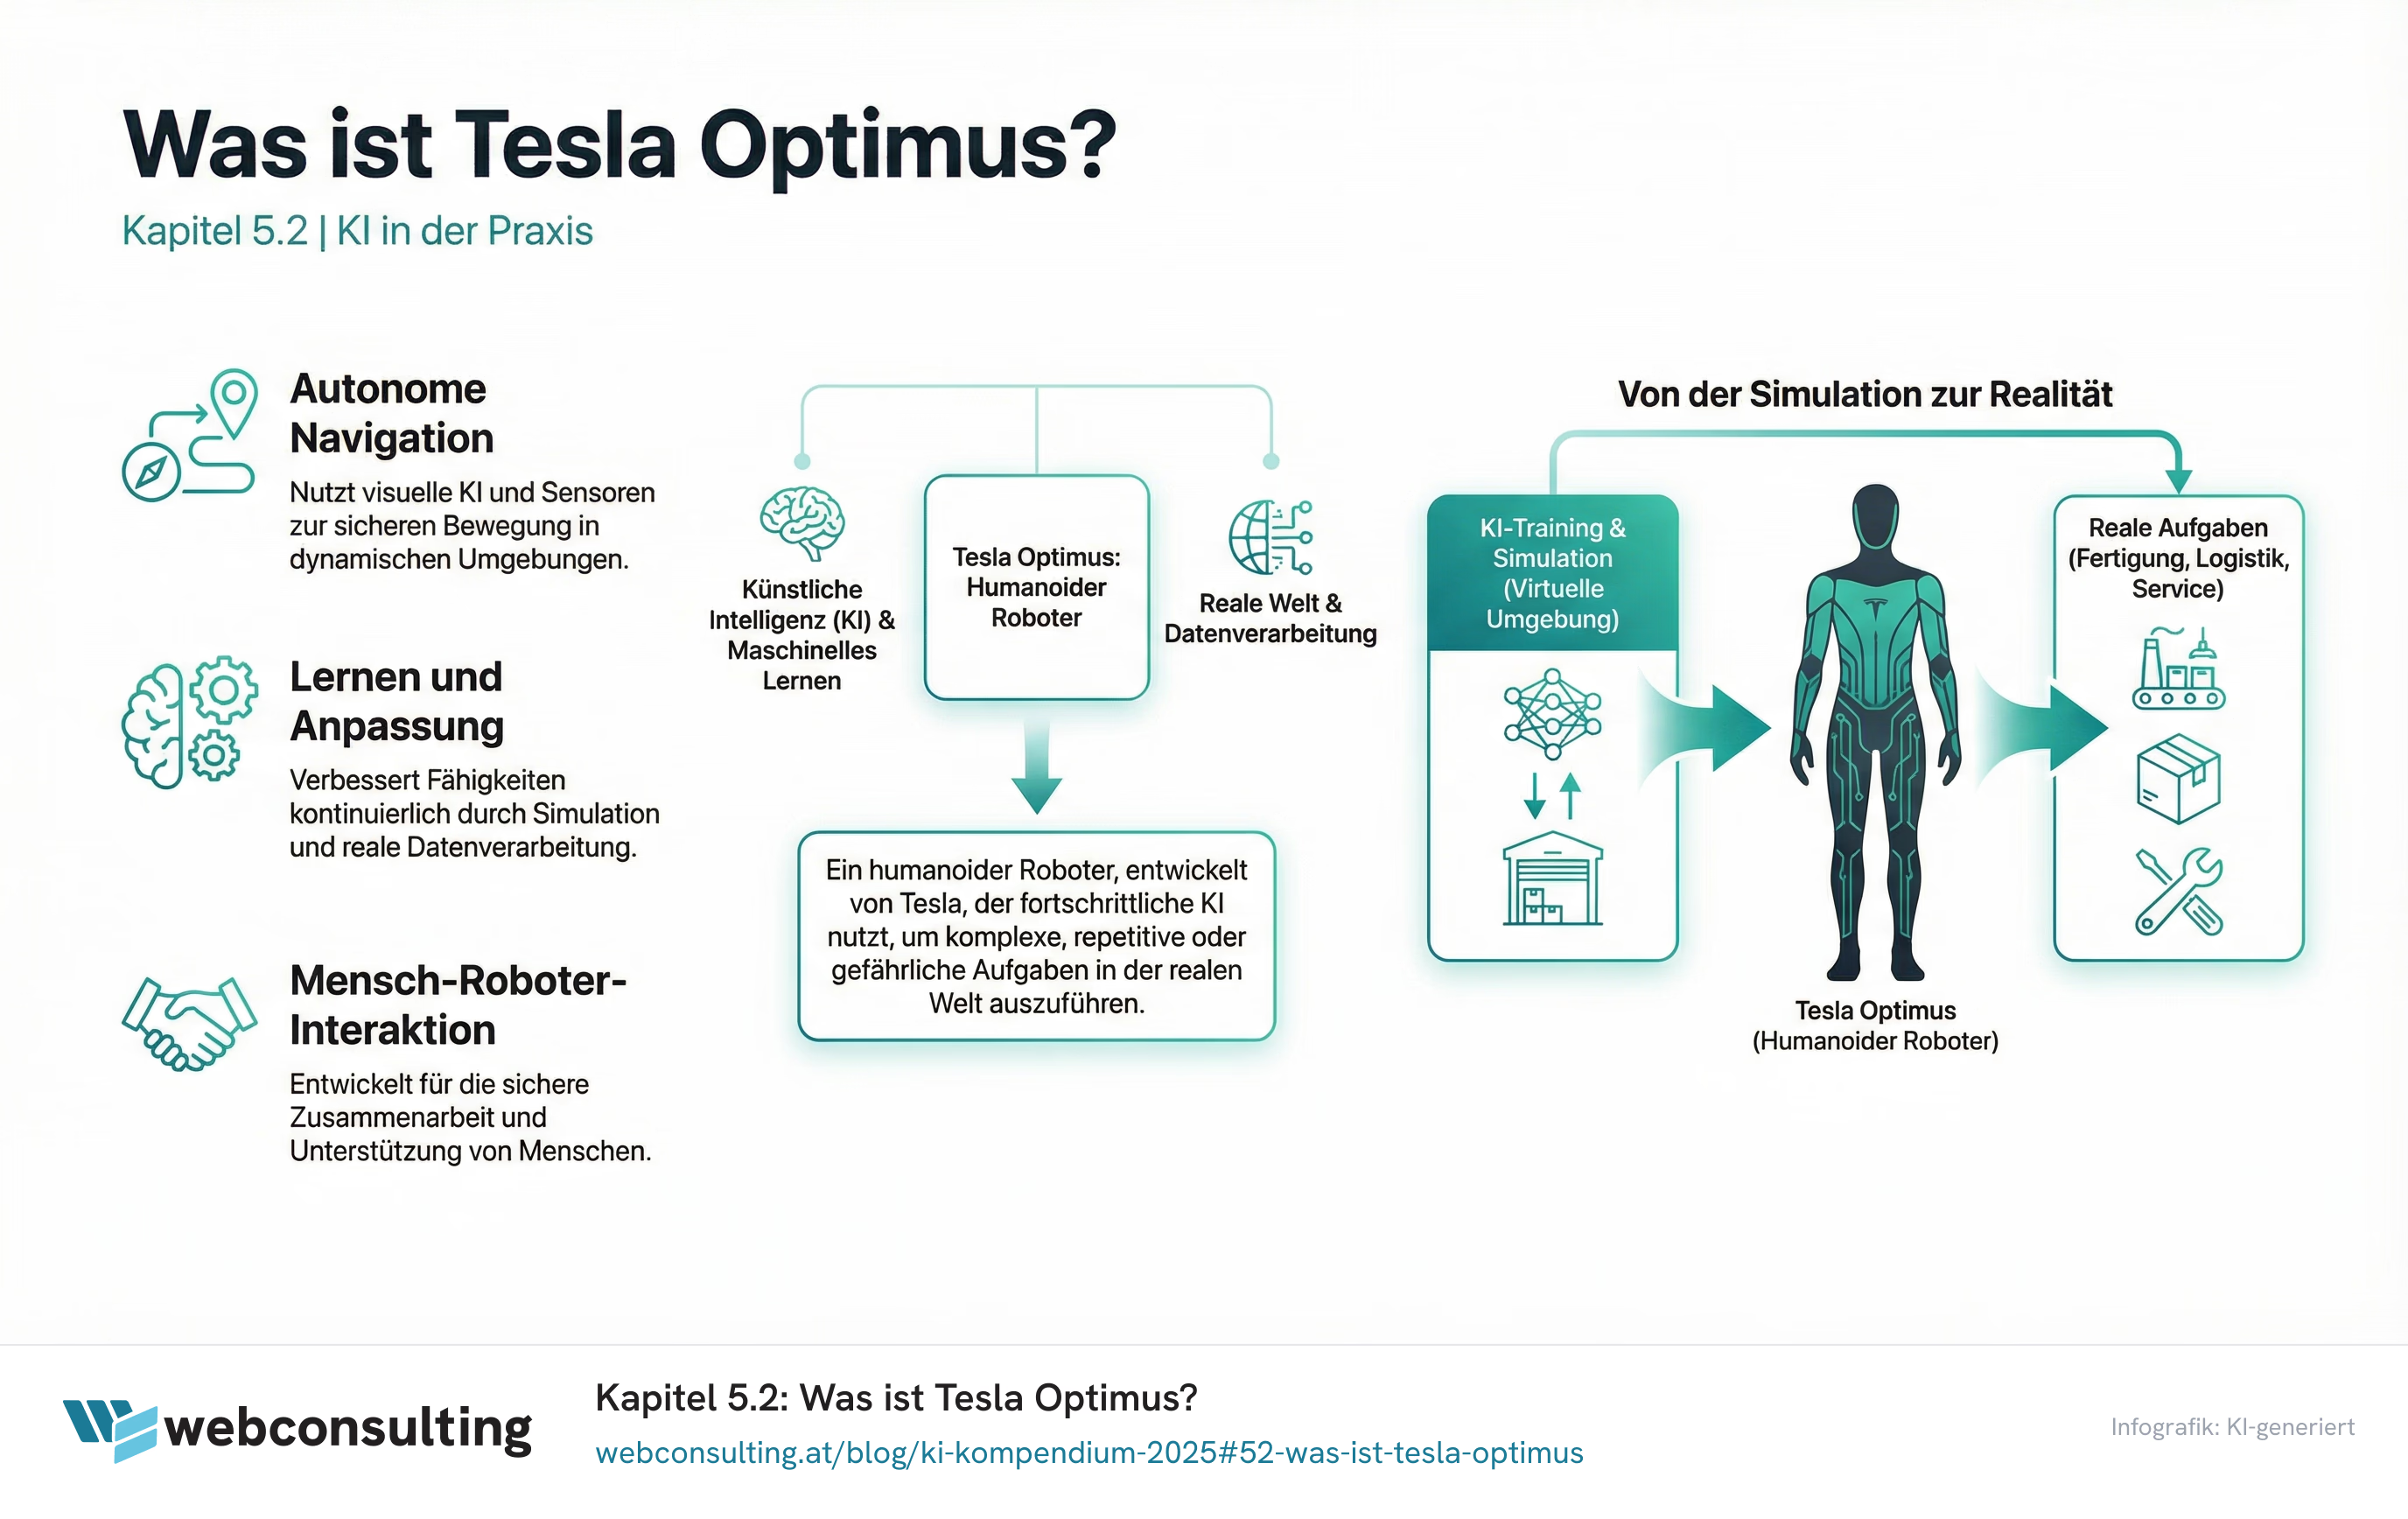 Was ist Tesla Optimus?
Kapitel 5.2 | KI in der Praxis
Autonome
Navigation
Nutzt visuelle KI und Sensoren
zur sicheren Bewegung in
dynamischen Umgebungen.
Lernen und
Anpassung
Verbessert Fähigkeiten
kontinuierlich durch Simulation
und reale Datenverarbeitung.
Mensch-Roboter-
Interaktion
Entwickelt für die sichere
Zusammenarbeit und
Unterstützung von Menschen.
Künstliche
Intelligenz (KI) &
Maschinelles
Lernen
Tesla Optimus:
Humanoider
Roboter
Reale Welt &
Datenverarbeitung
Ein humanoider Roboter, entwickelt
von Tesla, der fortschrittliche KI
nutzt, um komplexe, repetitive oder
gefährliche Aufgaben in der realen
Welt auszuführen.
Von der Simulation zur Realität
KI-Training &
Simulation
(Virtuelle
Umgebung)
Tesla Optimus
(Humanoider Roboter)
Reale Aufgaben
(Fertigung, Logistik,
Service)
webconsulting
Kapitel 5.2: Was ist Tesla Optimus?
webconsulting.at/blog/ki-kompendium-2025#52-was-ist-tesla-optimus
Infografik: KI-generiert